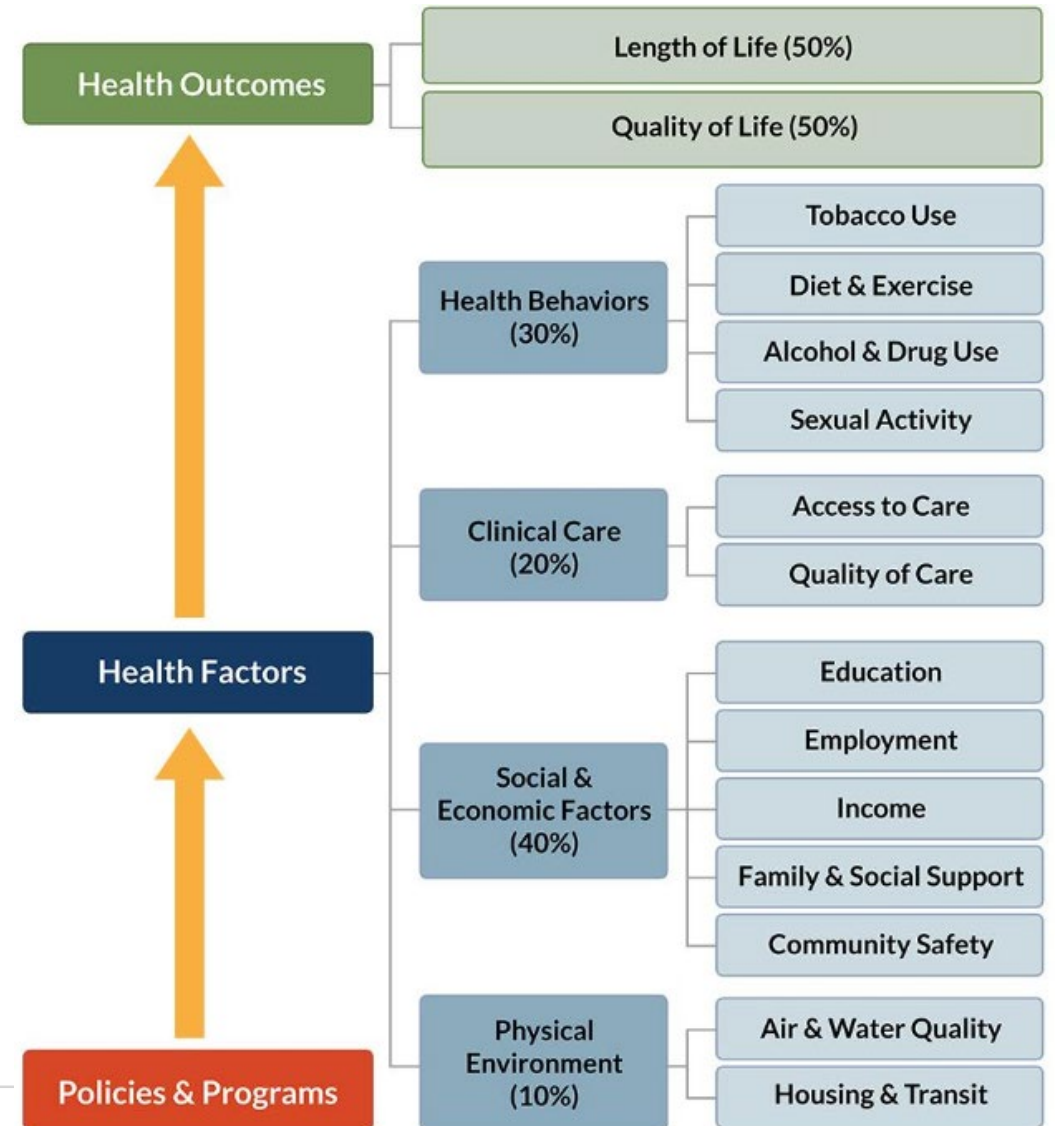 Health Outcomes
Length of Life (50%)
Quality of Life (50%)
Tobacco Use
Health Behaviors
(30%)
Diet & Exercise
Alcohol & Drug Use
Sexual Activity
Clinical Care
(20%)
Access to Care
Quality of Care
Health Factors
Social &
Economic Factors
(40%)
Education
Employment
Income
Family & Social Support
Community Safety
Physical
Environment
(10%)
Air & Water Quality
Housing & Transit
Policies & Programs